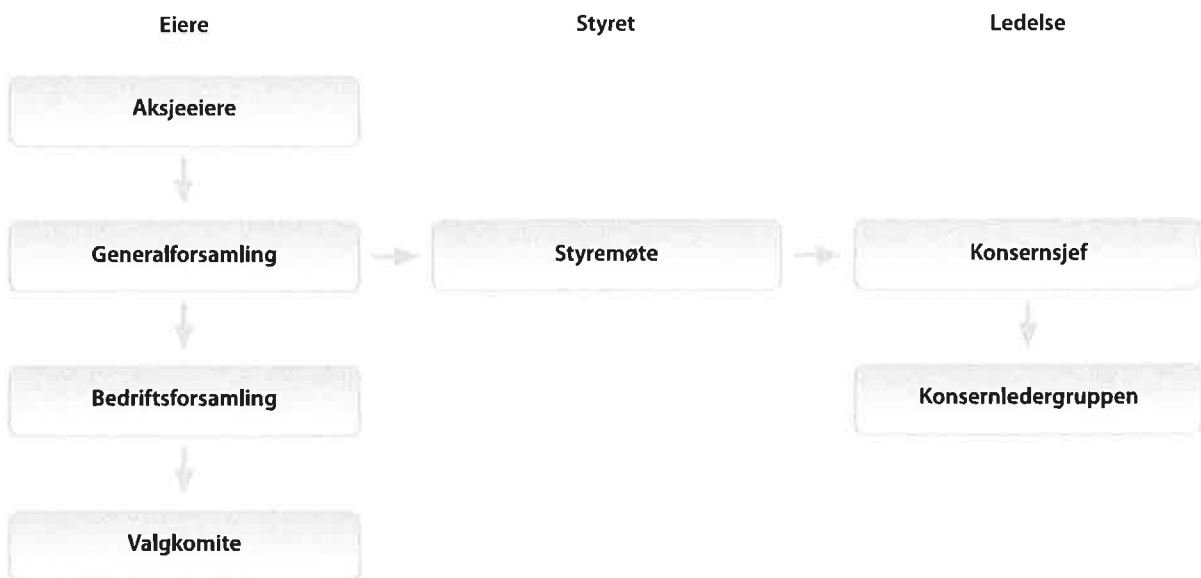 Eiere
Styret
Ledelse
Aksjeeiere
Generalforsamling
Styremøte
Konsernsjef
Bedriftsforsamling
Konsernledergruppen
Valgkomite